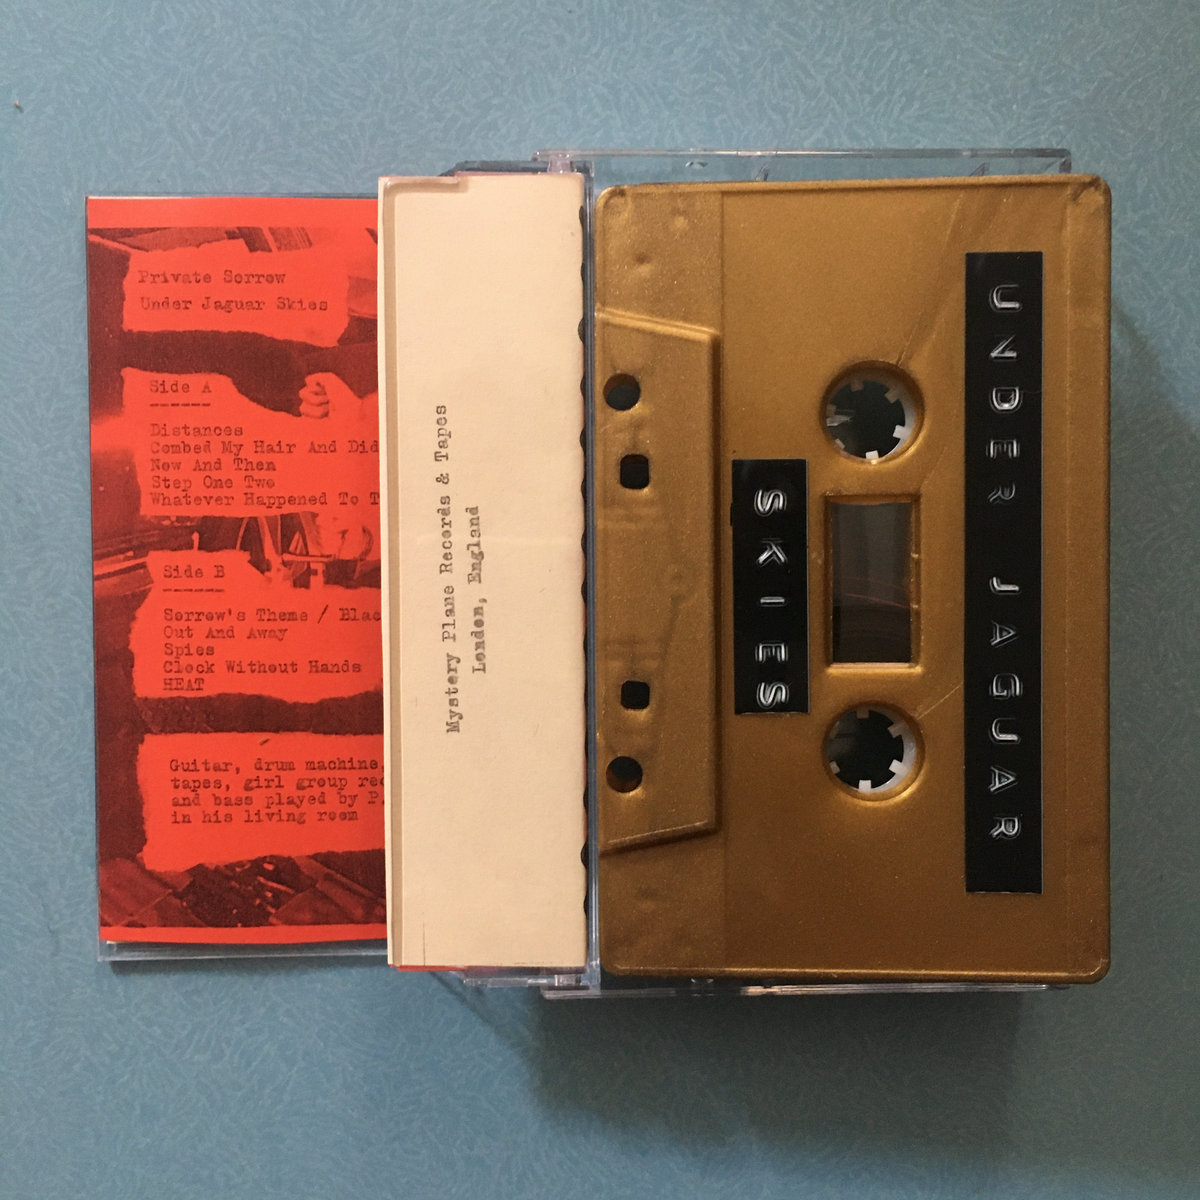 Private Sorrow
Under Jaguar Skies
Side A
Distances
Combed My Hair And Did
Now And Then
Step One Two
Whatever Happened To T
Side B
Sorrow's Theme / Blac
Out And Away
Spies
Clock Without Hands
HEAT
Guitar, drum machine,
tapes, girl group rec
and bass played by P.
in his living room
Mystery Plane Records & Tapes
London, England
UNDER JAGUAR
SKIES